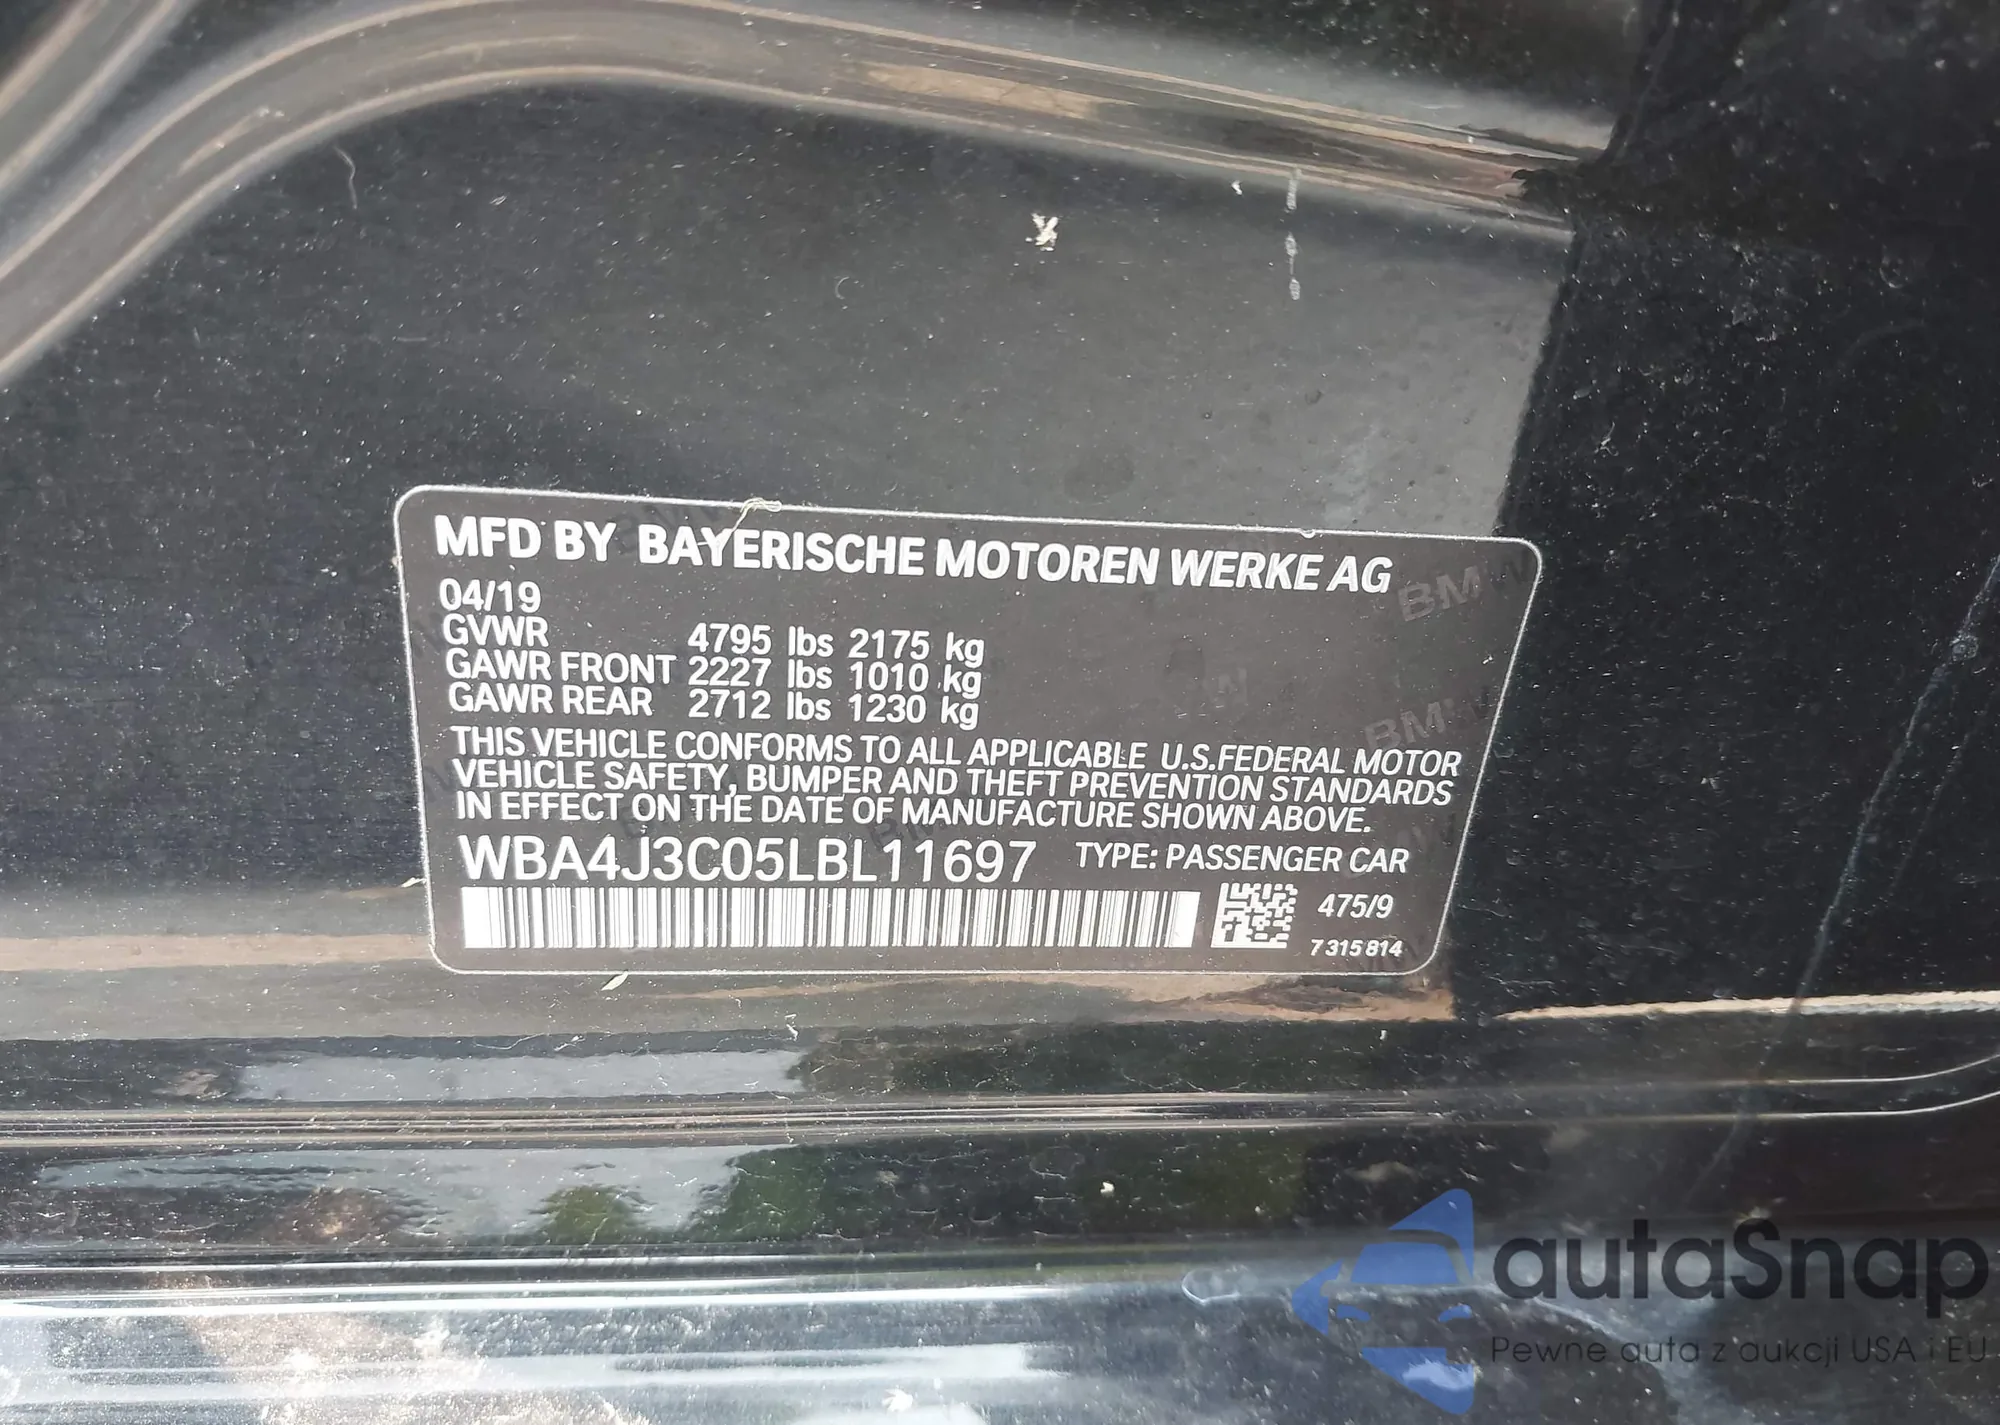 MFD BY BAYERISCHE MOTOREN WERKE AG
04/19
GVWR 4795 lbs 2175 kg
GAWR FRONT 2227 lbs 1010 kg
GAWR REAR 2712 lbs 1230 kg
THIS VEHICLE CONFORMS TO ALL APPLICABLE U.S.FEDERAL MOTOR
VEHICLE SAFETY, BUMPER AND THEFT PREVENTION STANDARDS
IN EFFECT ON THE DATE OF MANUFACTURE SHOWN ABOVE.
WBA4J3C05LBL11697 TYPE: PASSENGER CAR
475/9
7 315 814
BMW
BMW
autaSnap
Pewne auta z aukcji USA i EU